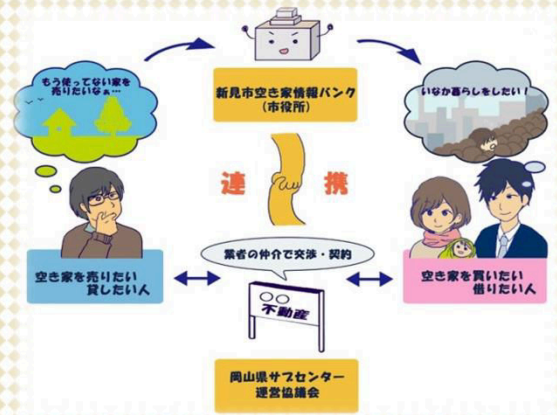 もう使ってない家を
売りたいなぁ…
新見市空き家情報バンク
(市役所)
いなか暮らしをしたい！
連携
業者の仲介で交渉・契約
空き家を売りたい
貸したい人
空き家を買いたい
借りたい人
○○
不動産
岡山県サブセンター
運営協議会